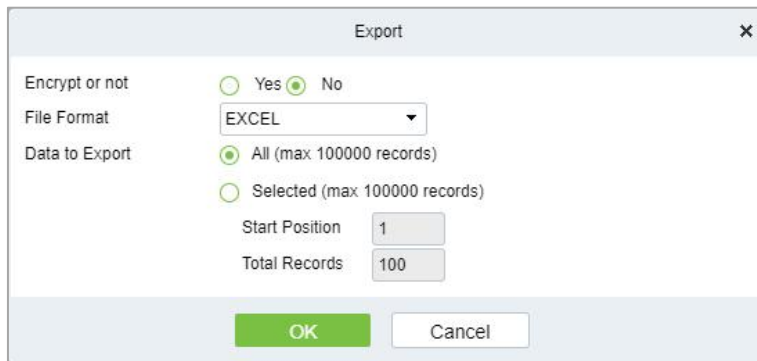 Export
Encrypt or not Yes No
File Format EXCEL
Data to Export All (max 100000 records)
Selected (max 100000 records)
Start Position 1
Total Records 100
OK Cancel